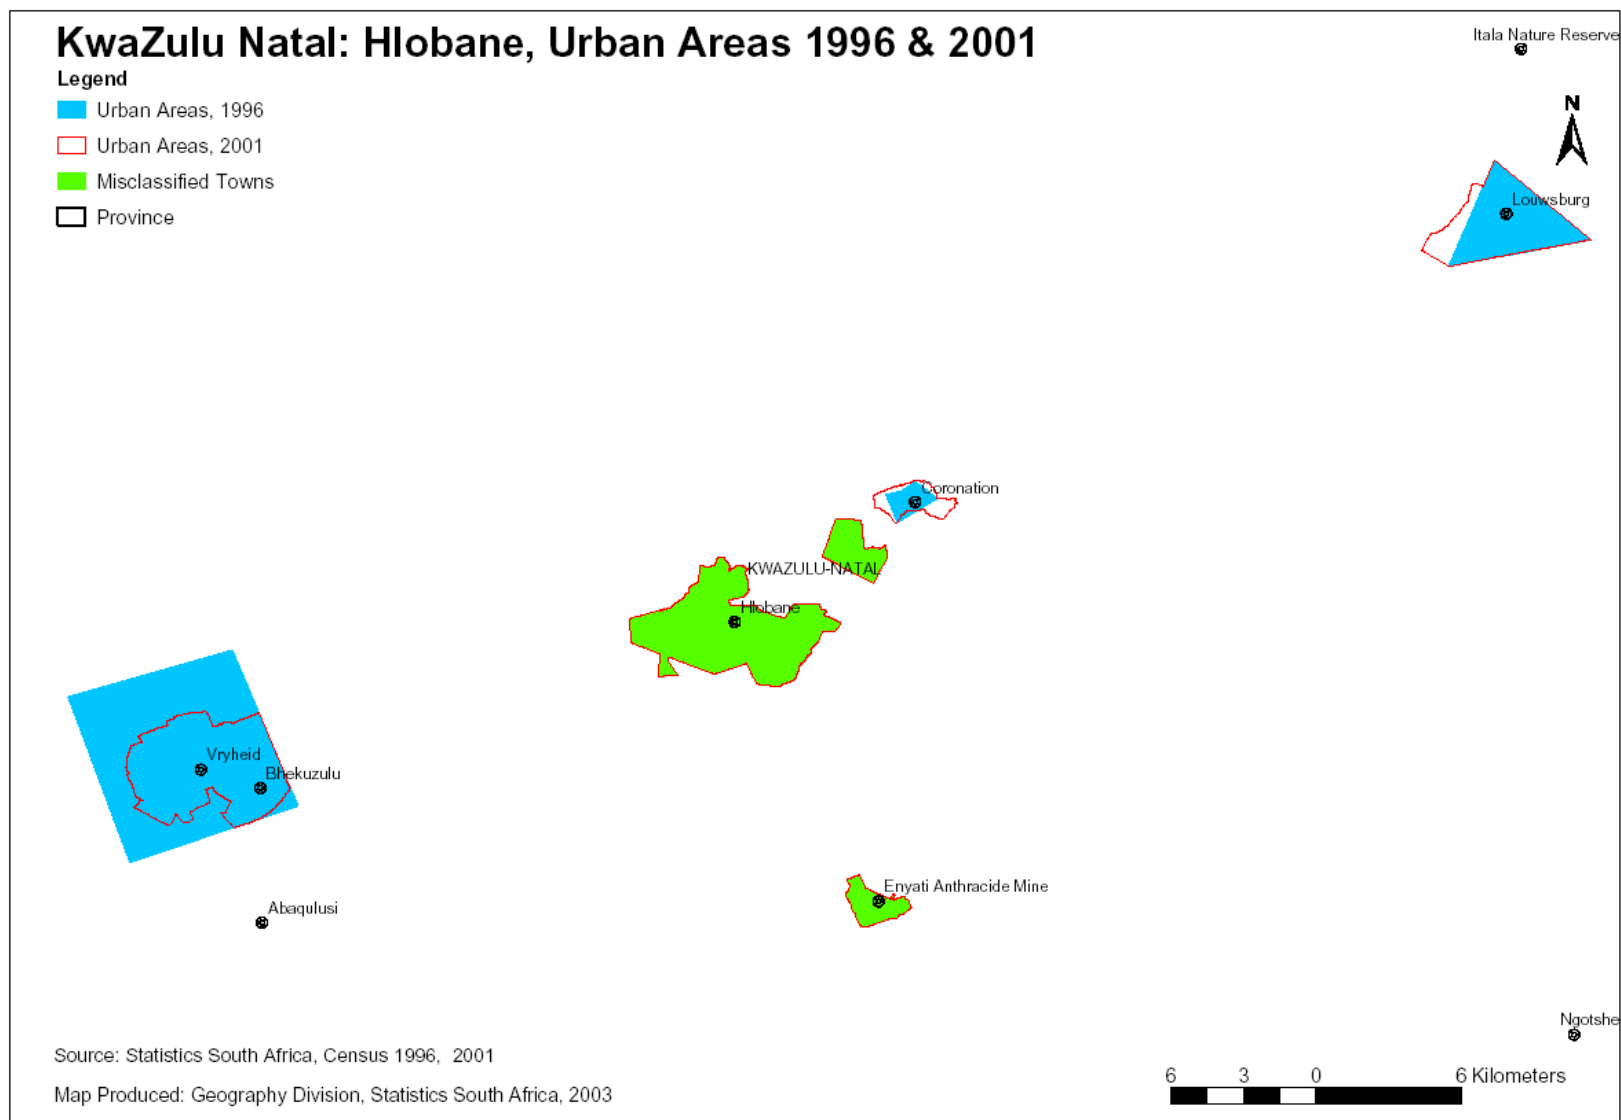 KwaZulu Natal: Hlobane, Urban Areas 1996 & 2001
Legend
Urban Areas, 1996
Urban Areas, 2001
Misclassified Towns
Province
Itala Nature Reserve
N
Louwsburg
Coronation
KWAZULU-NATAL
Hlobane
Vryheid
Bhekuzulu
Enyati Anthracide Mine
Abaqulusi
Ngotshe
Source: Statistics South Africa, Census 1996, 2001
Map Produced: Geography Division, Statistics South Africa, 2003
6 3 0 6 Kilometers